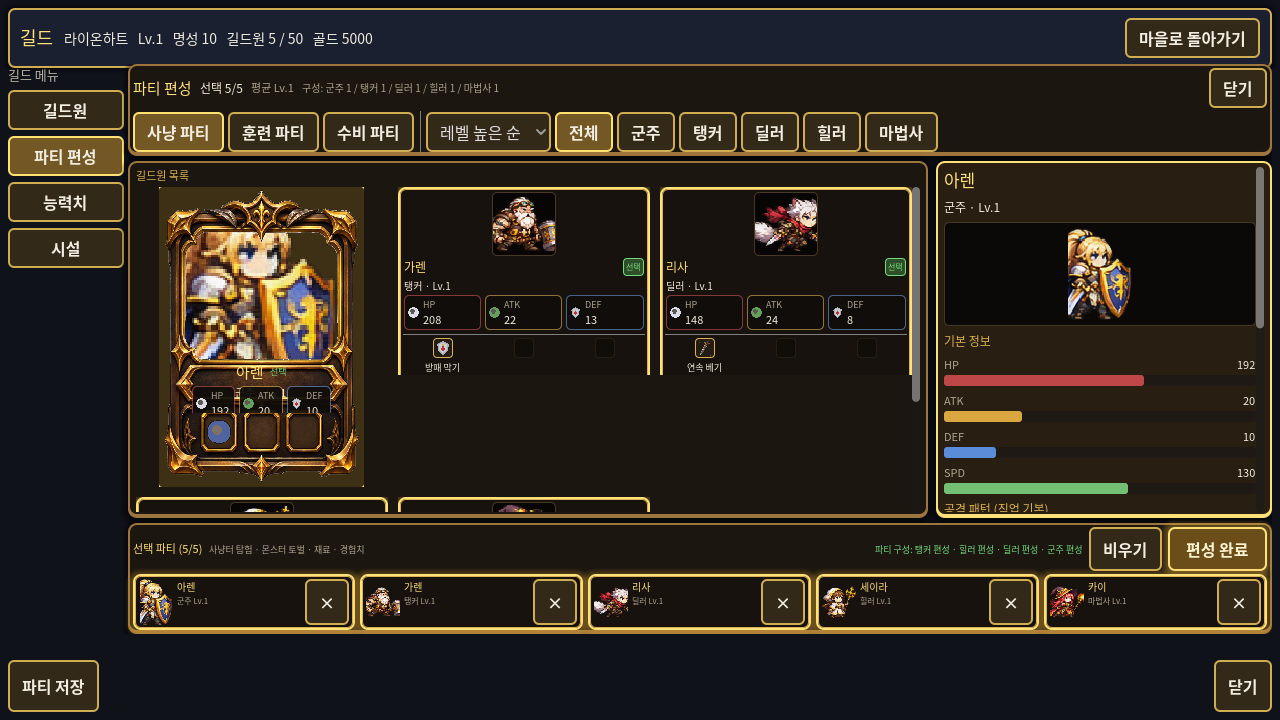 길드 라이온하트 Lv.1 명성 10 길드원 5 / 50 골드 5000
마을로 돌아가기
길드 메뉴
길드원
파티 편성
능력치
시설
파티 편성 선택 5/5 평균 Lv.1 구성: 군주 1 / 탱커 1 / 딜러 1 / 힐러 1 / 마법사 1
닫기
사냥 파티 훈련 파티 수비 파티 레벨 높은 순 전체 군주 탱커 딜러 힐러 마법사
길드원 목록
아렌 선택
HP ATK DEF
192 20 10
가렌 선택
탱커 · Lv.1
HP ATK DEF
208 22 13
방패 막기
리사 선택
딜러 · Lv.1
HP ATK DEF
148 24 8
연속 베기
아렌
군주 · Lv.1
기본 정보
HP 192
ATK 20
DEF 10
SPD 130
공격 패턴 (직업 기본)
선택 파티 (5/5) 사냥터 탐험 · 몬스터 토벌 · 재료 · 경험치
파티 구성: 탱커 편성 · 힐러 편성 · 딜러 편성 · 군주 편성
비우기
편성 완료
아렌
군주 Lv.1
×
가렌
탱커 Lv.1
×
리사
딜러 Lv.1
×
세이라
힐러 Lv.1
×
카이
마법사 Lv.1
×
파티 저장
닫기